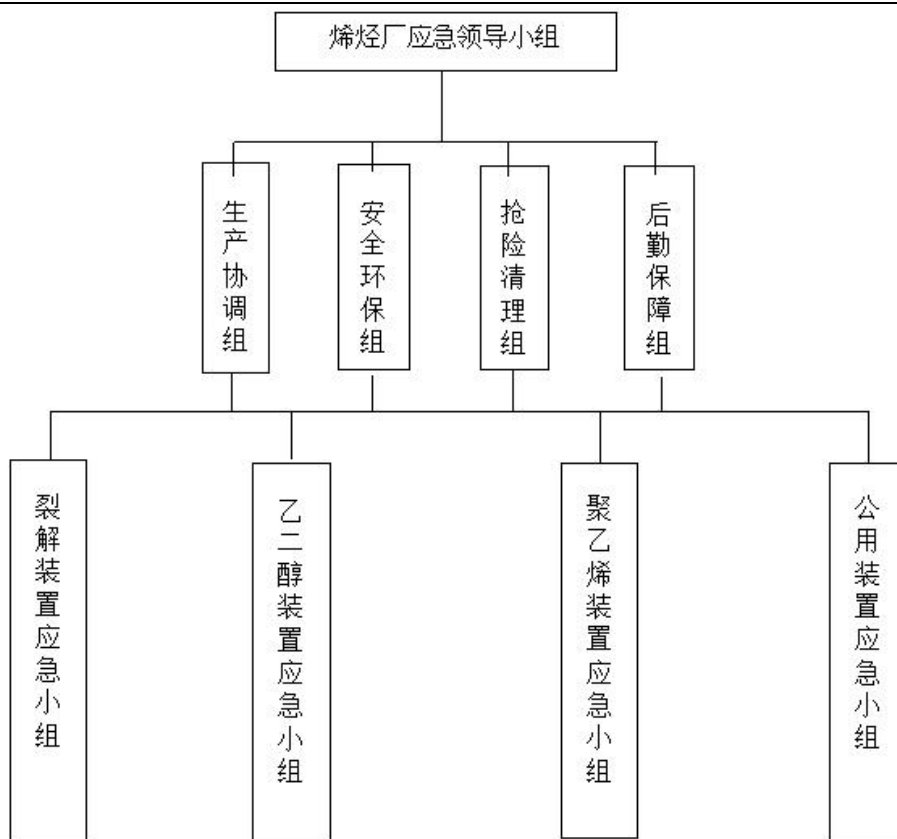 烯烃厂应急领导小组
生产协调组
安全环保组
抢险清理组
后勤保障组
裂解装置应急小组
乙二醇装置应急小组
聚乙烯装置应急小组
公用装置应急小组